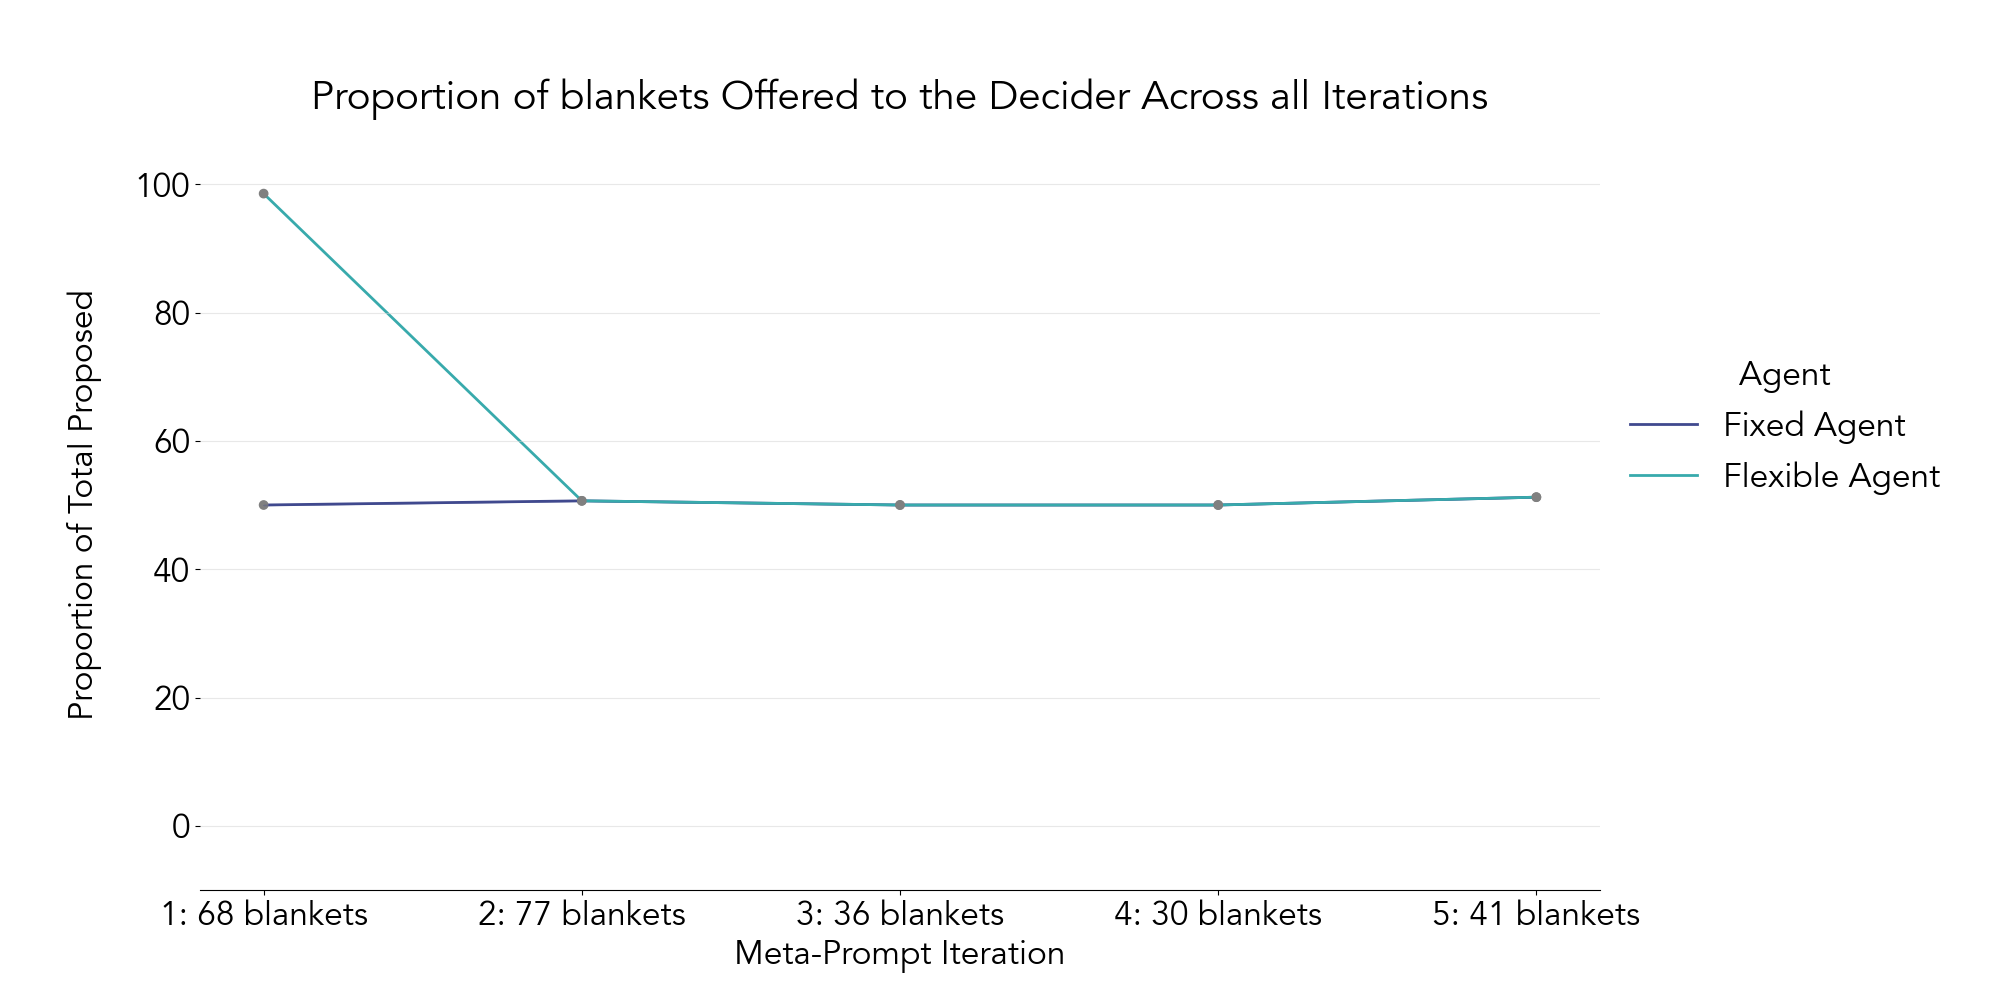 Proportion of blankets Offered to the Decider Across all Iterations
Proportion of Total Proposed
100
80
60
40
20
0
1: 68 blankets
2: 77 blankets
3: 36 blankets
4: 30 blankets
5: 41 blankets
Meta-Prompt Iteration
Agent
Fixed Agent
Flexible Agent